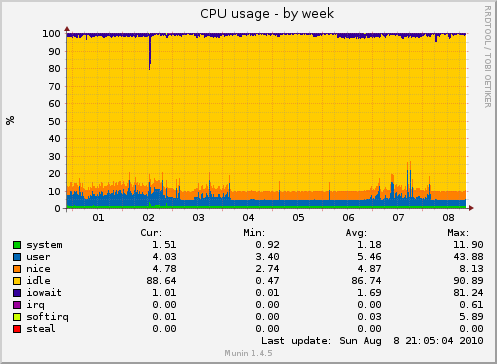 CPU usage - by week
RRDTOOL / TOBI OETIKER
%
100
90
80
70
60
50
40
30
20
10
0
01 02 03 04 05 06 07 08
Cur: Min: Avg: Max:
system 1.51 0.92 1.18 11.90
user 4.03 3.40 5.46 43.88
nice 4.78 2.74 4.87 8.13
idle 88.64 0.47 86.74 90.89
iowait 1.01 0.01 1.69 81.24
irq 0.00 0.00 0.00 0.61
softirq 0.01 0.00 0.03 5.89
steal 0.00 0.00 0.00 0.00
Last update: Sun Aug 8 21:05:04 2010
Munin 1.4.5